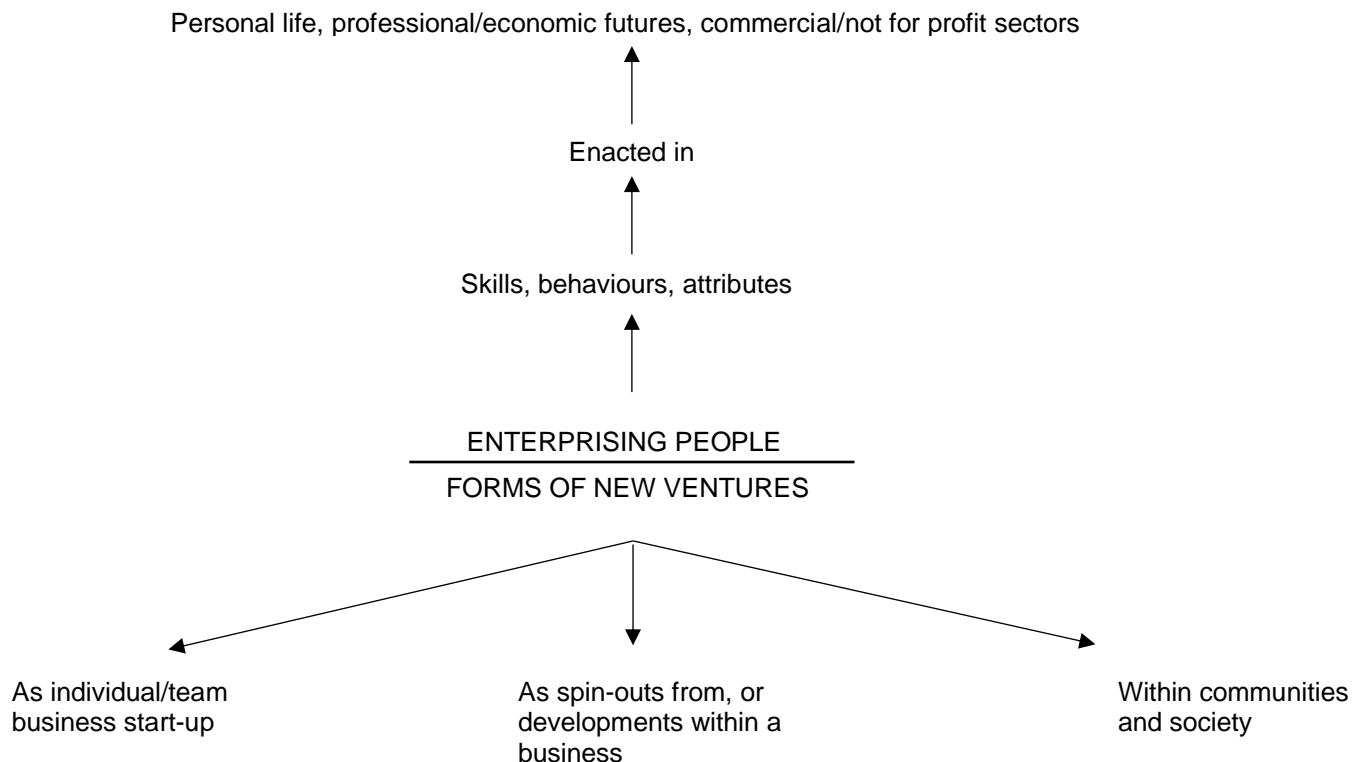 Personal life, professional/economic futures, commercial/not for profit sectors
Enacted in
Skills, behaviours, attributes
ENTERPRISING PEOPLE
FORMS OF NEW VENTURES
As individual/team
business start-up
As spin-outs from, or
developments within a
business
Within communities
and society